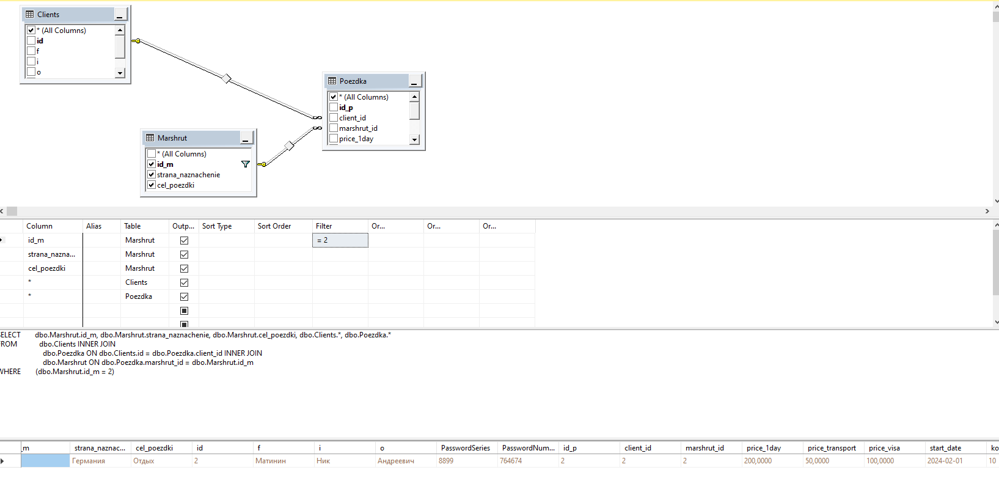 Clients
* (All Columns)
id
f
i
o
Poezdka
* (All Columns)
id_p
client_id
marshrut_id
price_1day
Marshrut
* (All Columns)
id_m
strana_naznachenie
cel_poezdki
Column Alias Table Outp... Sort Type Sort Order Filter Or... Or... Or...
id_m Marshrut = 2
strana_nazna... Marshrut
cel_poezdki Marshrut
* Clients
* Poezdka
ELECT dbo.Marshrut.id_m, dbo.Marshrut.strana_naznachenie, dbo.Marshrut.cel_poezdki, dbo.Clients.*, dbo.Poezdka.*
ROM dbo.Clients INNER JOIN
dbo.Poezdka ON dbo.Clients.id = dbo.Poezdka.client_id INNER JOIN
dbo.Marshrut ON dbo.Poezdka.marshrut_id = dbo.Marshrut.id_m
WHERE (dbo.Marshrut.id_m = 2)
_m strana_naznac... cel_poezdki id f i o PasswordSeries PasswordNum... id_p client_id marshrut_id price_1day price_transport price_visa start_date ko
Германия Отдых 2 Матинин Ник Андреевич 8899 764674 2 2 2 200,0000 50,0000 100,0000 2024-02-01 10